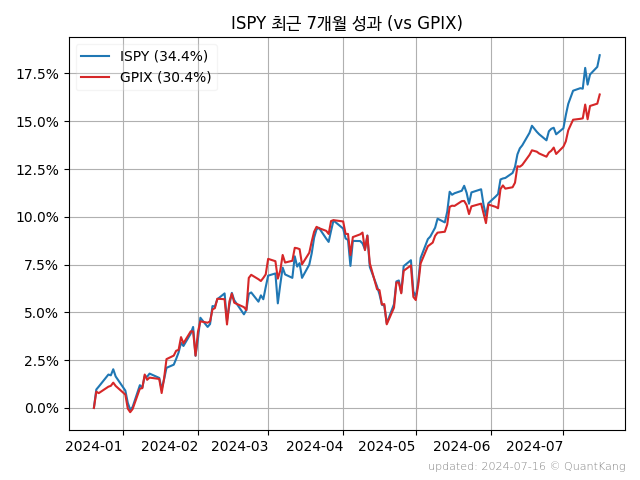 ISPY 최근 7개월 성과 (vs GPIX)
ISPY (34.4%)
GPIX (30.4%)
17.5%
15.0%
12.5%
10.0%
7.5%
5.0%
2.5%
0.0%
2024-01 2024-02 2024-03 2024-04 2024-05 2024-06 2024-07
updated: 2024-07-16 © QuantKang